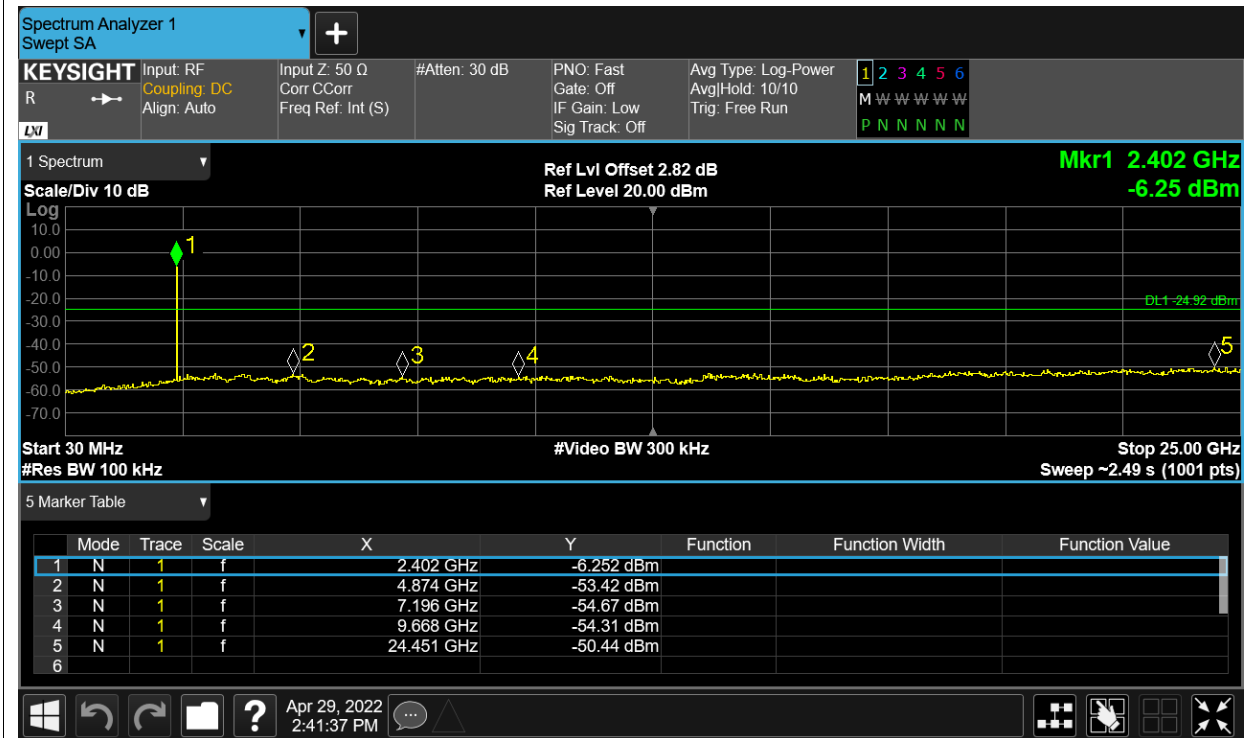 Spectrum Analyzer 1
Swept SA
KEYSIGHT
R
LXI
Input: RF
Coupling: DC
Align: Auto
Input Z: 50 Ω
Corr CCorr
Freq Ref: Int (S)
#Atten: 30 dB
PNO: Fast
Gate: Off
IF Gain: Low
Sig Track: Off
Avg Type: Log-Power
Avg|Hold: 10/10
Trig: Free Run
1 2 3 4 5 6
M W W W W W
P N N N N N
1 Spectrum
Scale/Div 10 dB
Ref Lvl Offset 2.82 dB
Ref Level 20.00 dBm
Mkr1 2.402 GHz
-6.25 dBm
Log
10.0
0.00
-10.0
-20.0
-30.0
-40.0
-50.0
-60.0
-70.0
1
2
3
4
5
DL1 -24.92 dBm
Start 30 MHz
#Res BW 100 kHz
#Video BW 300 kHz
Stop 25.00 GHz
Sweep ~2.49 s (1001 pts)
5 Marker Table
Mode Trace Scale X Y Function Function Width Function Value
1 N 1 f 2.402 GHz -6.252 dBm
2 N 1 f 4.874 GHz -53.42 dBm
3 N 1 f 7.196 GHz -54.67 dBm
4 N 1 f 9.668 GHz -54.31 dBm
5 N 1 f 24.451 GHz -50.44 dBm
6
?
Apr 29, 2022
2:41:37 PM